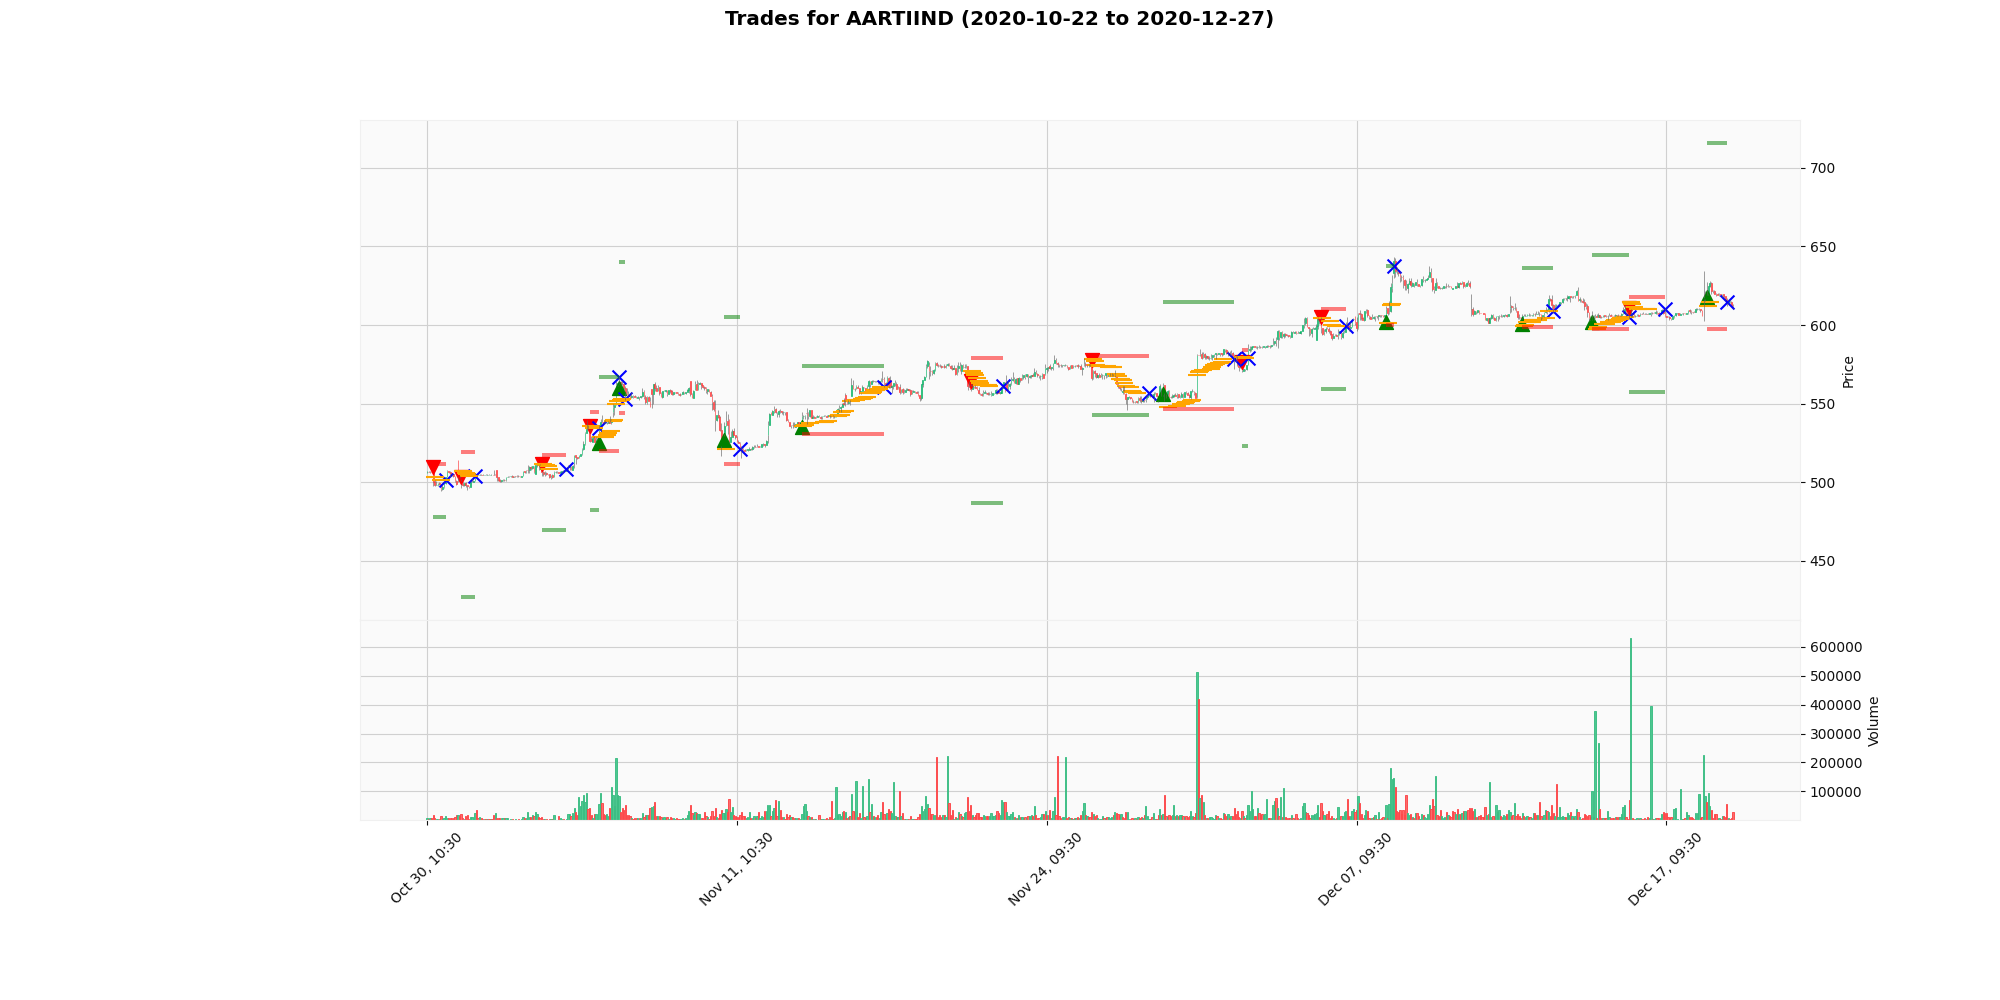 Trades for AARTIIND (2020-10-22 to 2020-12-27)
700
650
600
550
500
450
Price
600000
500000
400000
300000
200000
100000
Volume
Oct 30, 10:30
Nov 11, 10:30
Nov 24, 09:30
Dec 07, 09:30
Dec 17, 09:30